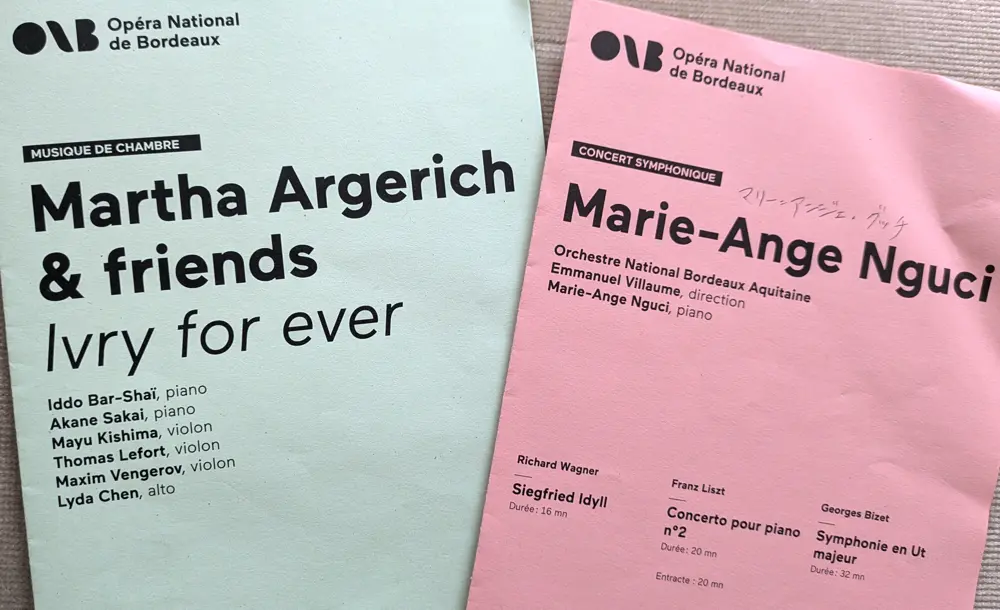 Opéra National
de Bordeaux
MUSIQUE DE CHAMBRE
Martha Argerich
& friends
Ivry for ever
Iddo Bar-Shaï, piano
Akane Sakai, piano
Mayu Kishima, violon
Thomas Lefort, violon
Maxim Vengerov, violon
Lyda Chen, alto
Opéra National
de Bordeaux
CONCERT SYMPHONIQUE
マリー=アンジェ・グッチ
Marie-Ange Nguci
Orchestre National Bordeaux Aquitaine
Emmanuel Villaume, direction
Marie-Ange Nguci, piano
Richard Wagner
Siegfried Idyll
Durée : 16 mn
Franz Liszt
Concerto pour piano
n°2
Durée : 20 mn
Entracte : 20 mn
Georges Bizet
Symphonie en Ut
majeur
Durée : 32 mn